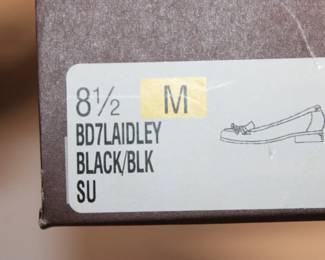 8½ M
BD7LAIDLEY
BLACK/BLK
SU